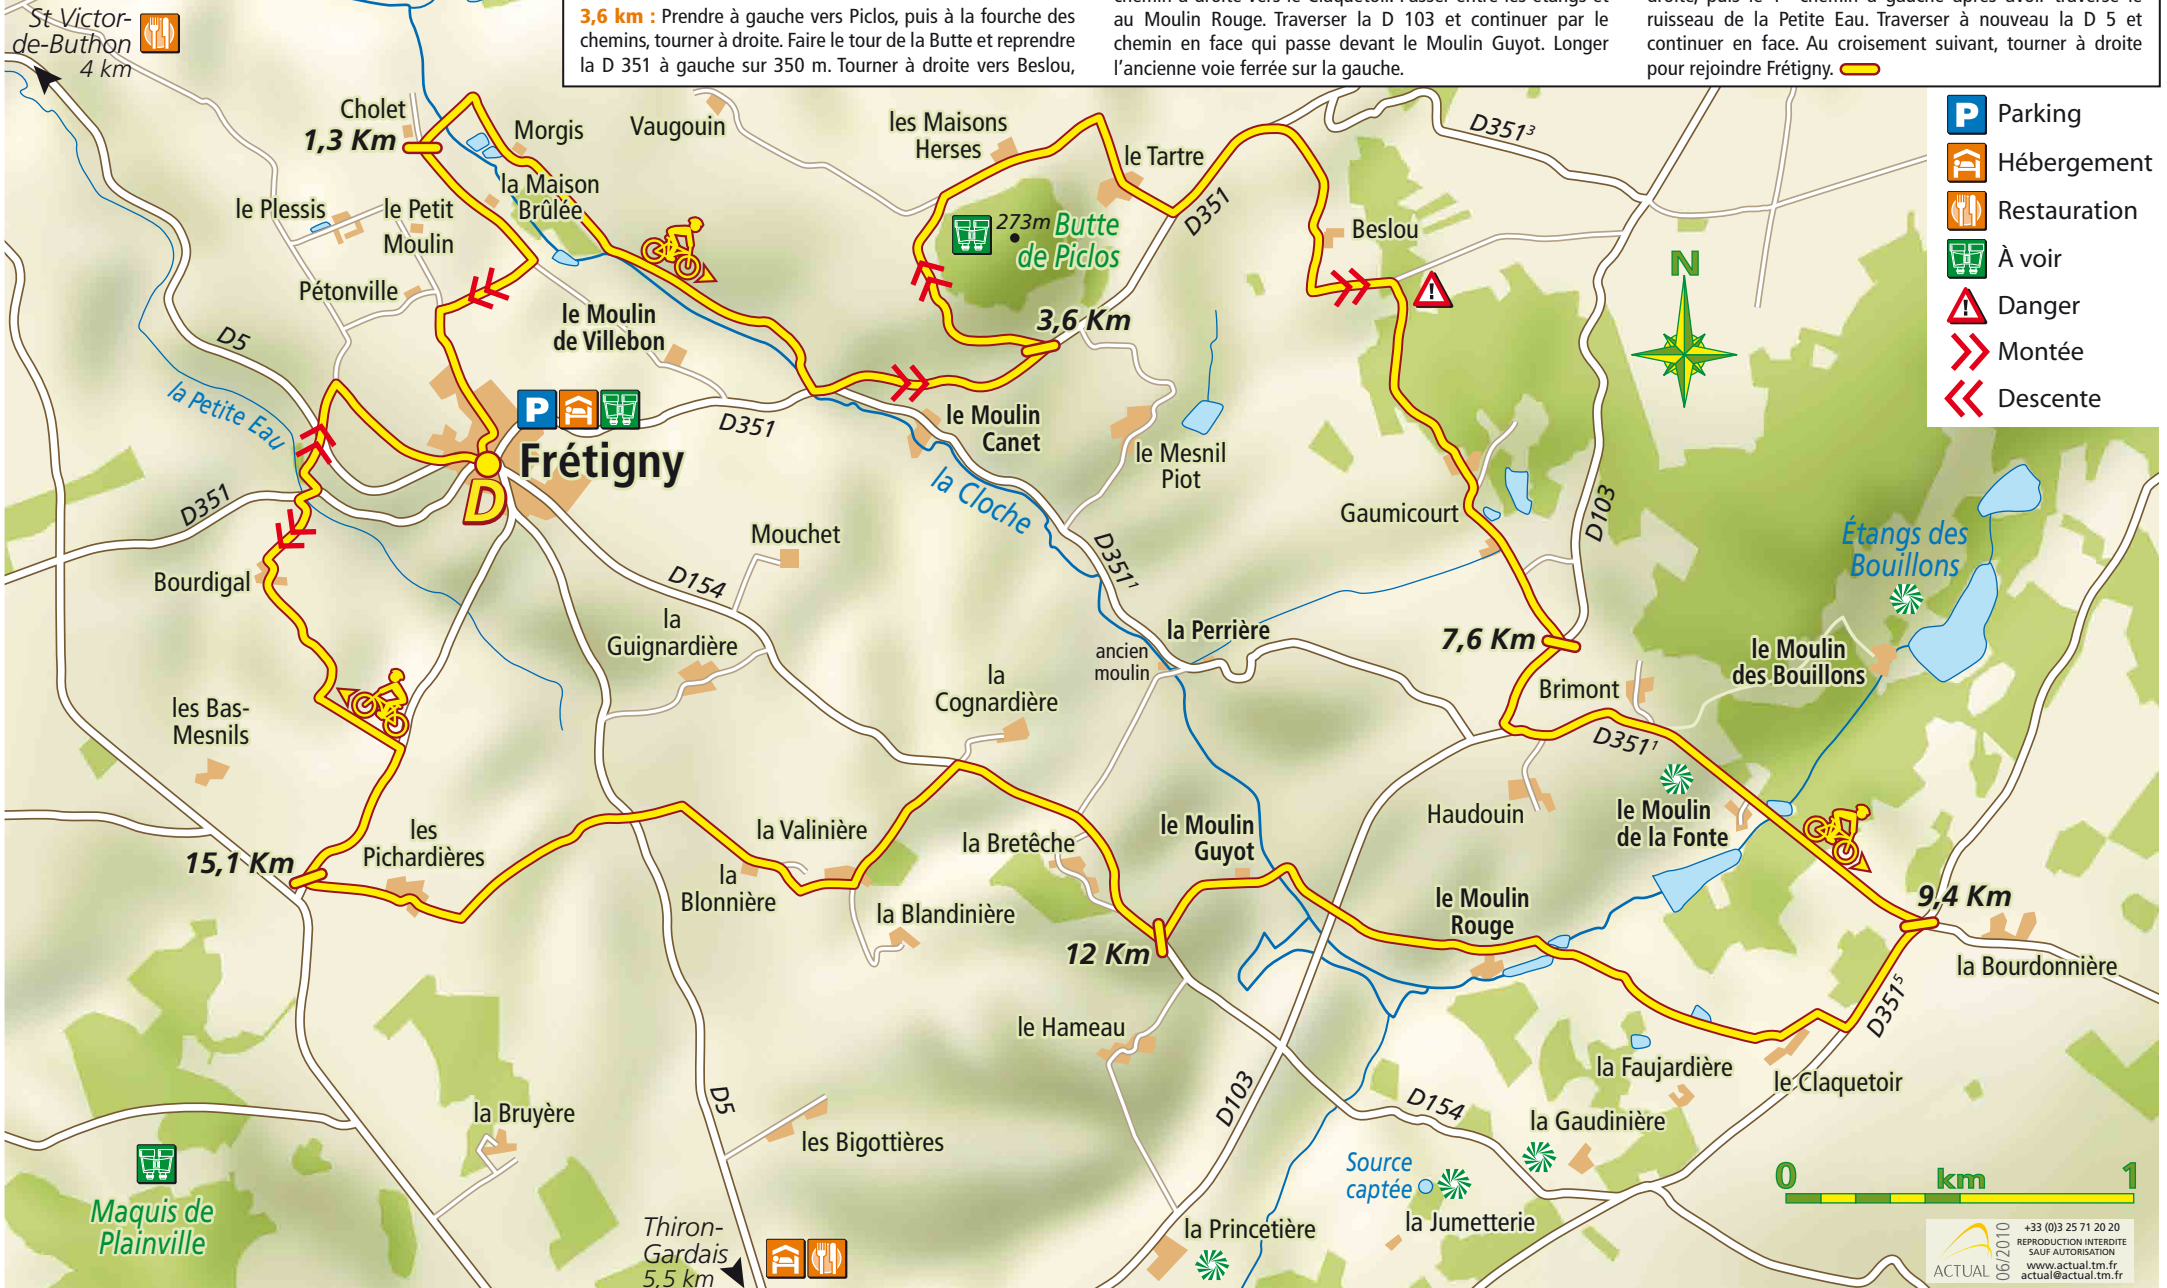 St Victor-
de-Buthon
4 km
3,6 km : Prendre à gauche vers Piclos, puis à la fourche des
chemins, tourner à droite. Faire le tour de la Butte et reprendre
la D 351 à gauche sur 350 m. Tourner à droite vers Beslou,
au Moulin Rouge. Traverser la D 103 et continuer par le
chemin en face qui passe devant le Moulin Guyot. Longer
l'ancienne voie ferrée sur la gauche.
ruisseau de la Petite Eau. Traverser à nouveau la D 5 et
continuer en face. Au croisement suivant, tourner à droite
pour rejoindre Frétigny.
P Parking
Hébergement
Restauration
À voir
Danger
Montée
Descente
Cholet
1,3 Km
Morgis
Vaugouin
les Maisons
Herses
le Tartre
D351³
la Maison
Brûlée
le Plessis
le Petit
Moulin
273m
Butte
de Piclos
D351
Beslou
N
Pétonville
le Moulin
de Villebon
3,6 Km
D5
la Petite Eau
P
Frétigny
D
D351
le Moulin
Canet
le Mesnil
Piot
la Cloche
D351
Gaumicourt
D103
Étangs des
Bouillons
Mouchet
D351¹
Bourdigal
D154
la
Guignardière
la Perrière
ancien
moulin
7,6 Km
le Moulin
des Bouillons
Brimont
les Bas-
Mesnils
la
Cognardière
D351¹
Haudouin
le Moulin
de la Fonte
les
Pichardières
la Valinière
la Bretêche
le Moulin
Guyot
15,1 Km
la
Blonnière
la Blandinière
le Moulin
Rouge
9,4 Km
12 Km
la Bourdonnière
D351⁵
le Hameau
la Faujardière
le Claquetoir
D5
D103
D154
la Bruyère
les Bigottières
la Gaudinière
Source
captée
0 km 1
Maquis de
Plainville
Thiron-
Gardais
5,5 km
la Princetière
la Jumetterie
ACTUAL
06/2010
+33 (0)3 25 71 20 20
REPRODUCTION INTERDITE
SAUF AUTORISATION
www.actual.tm.fr
actual@actual.tm.fr